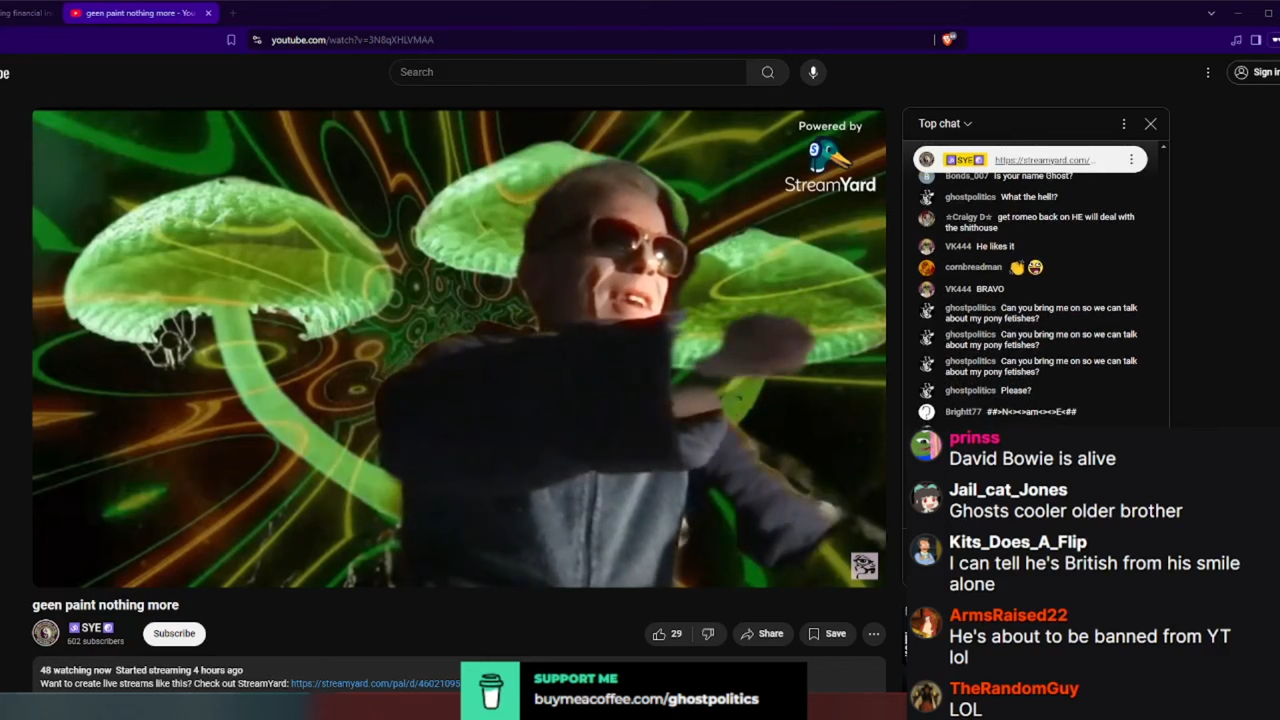 ing financial in
geen paint nothing more - You
youtube.com/watch?v=3N8qXHLVMAA
be
Search
Sign in
Powered by
StreamYard
Top chat
SYE https://streamyard.com/...
Bonds_007 Is your name Ghost?
ghostpolitics What the hell!?
☆Craigy D☆ get romeo back on HE will deal with
the shithouse
VK444 He likes it
cornbreadman 👏😜
VK444 BRAVO
ghostpolitics Can you bring me on so we can talk
about my pony fetishes?
ghostpolitics Can you bring me on so we can talk
about my pony fetishes?
ghostpolitics Can you bring me on so we can talk
about my pony fetishes?
ghostpolitics Please?
Brightt77 ##>N<><>am<><>E<##
prinss
David Bowie is alive
Jail_cat_Jones
Ghosts cooler older brother
Kits_Does_A_Flip
I can tell he's British from his smile
alone
ArmsRaised22
He's about to be banned from YT
lol
TheRandomGuy
LOL
geen paint nothing more
SYE
602 subscribers
Subscribe
29
Share
Save
48 watching now Started streaming 4 hours ago
Want to create live streams like this? Check out StreamYard: https://streamyard.com/pal/d/46021095
SUPPORT ME
buymeacoffee.com/ghostpolitics